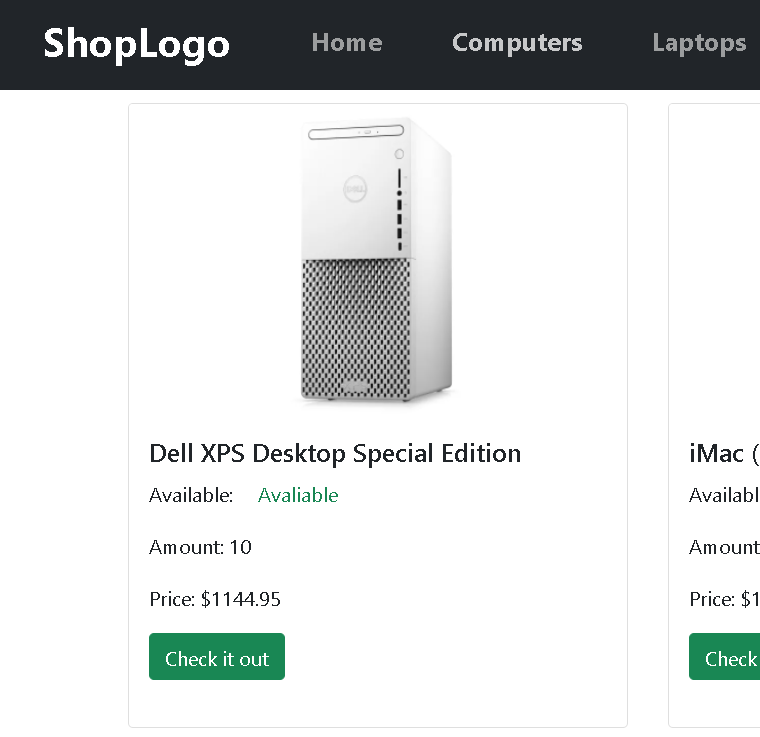 ShopLogo Home Computers Laptops
DELL
Dell XPS Desktop Special Edition
Available: Avaliable
Amount: 10
Price: $1144.95
Check it out
iMac (
Availabl
Amount
Price: $1
Check